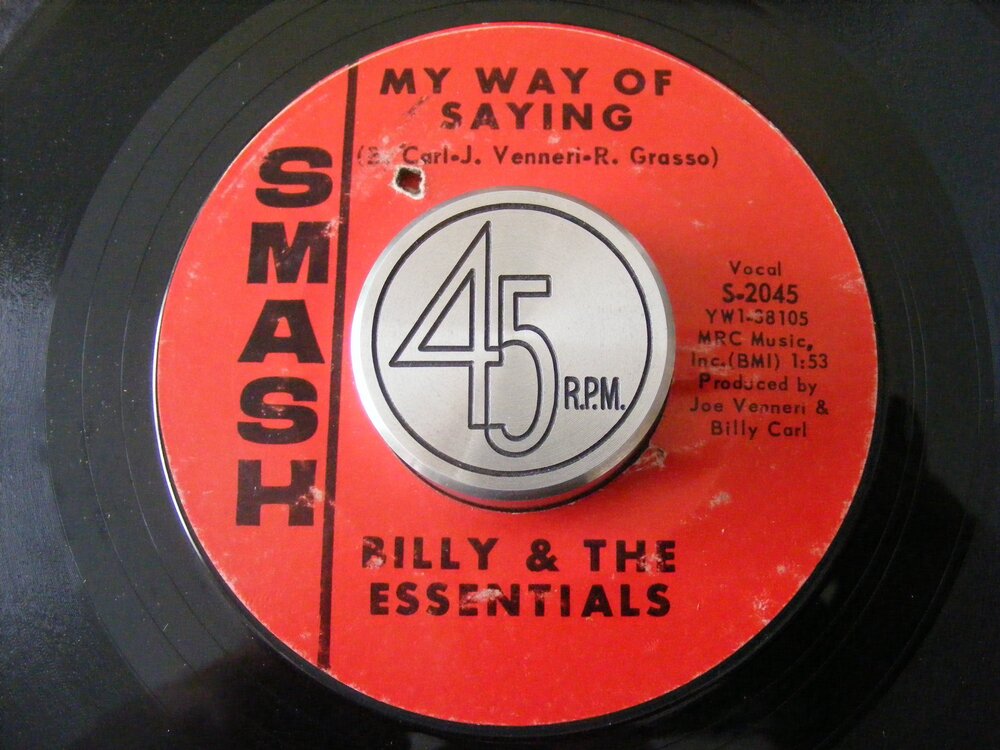 MY WAY OF
SAYING
(B. Carl-J. Venneri-R. Grasso)
SMASH
45
R.P.M.
Vocal
S-2045
YW1-38105
MRC Music,
Inc.(BMI) 1:53
Produced by
Joe Venneri &
Billy Carl
BILLY & THE
ESSENTIALS